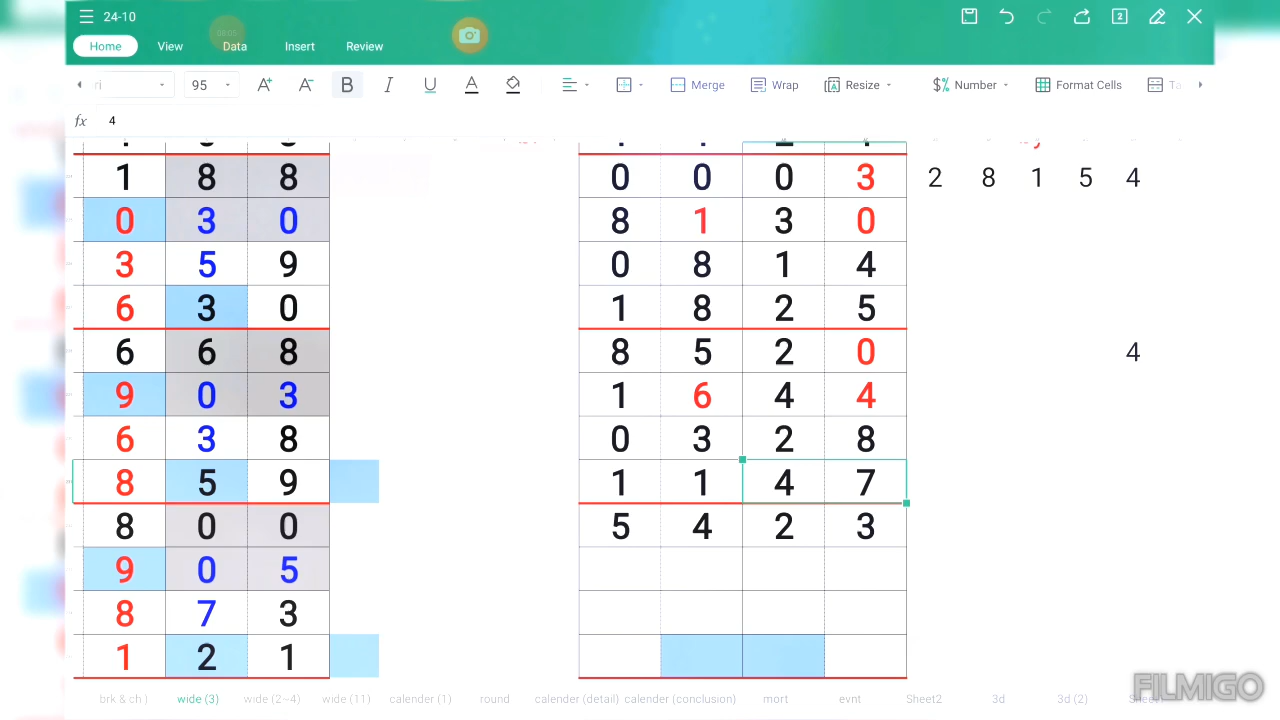 24-10
Home View Data Insert Review
ri 95 B I U A Merge Wrap Resize Number Format Cells
fx 4
1 8 8 0 0 0 3 2 8 1 5 4
0 3 0 8 1 3 0
3 5 9 0 8 1 4
6 3 0 1 8 2 5
6 6 8 8 5 2 0 4
9 0 3 1 6 4 4
6 3 8 0 3 2 8
8 5 9 1 1 4 7
8 0 0 5 4 2 3
9 0 5
8 7 3
1 2 1
brk & ch ) wide (3) wide (2~4) wide (11) calender (1) round calender (detail) calender (conclusion) mort evnt Sheet2 3d 3d (2)
FILMIGO